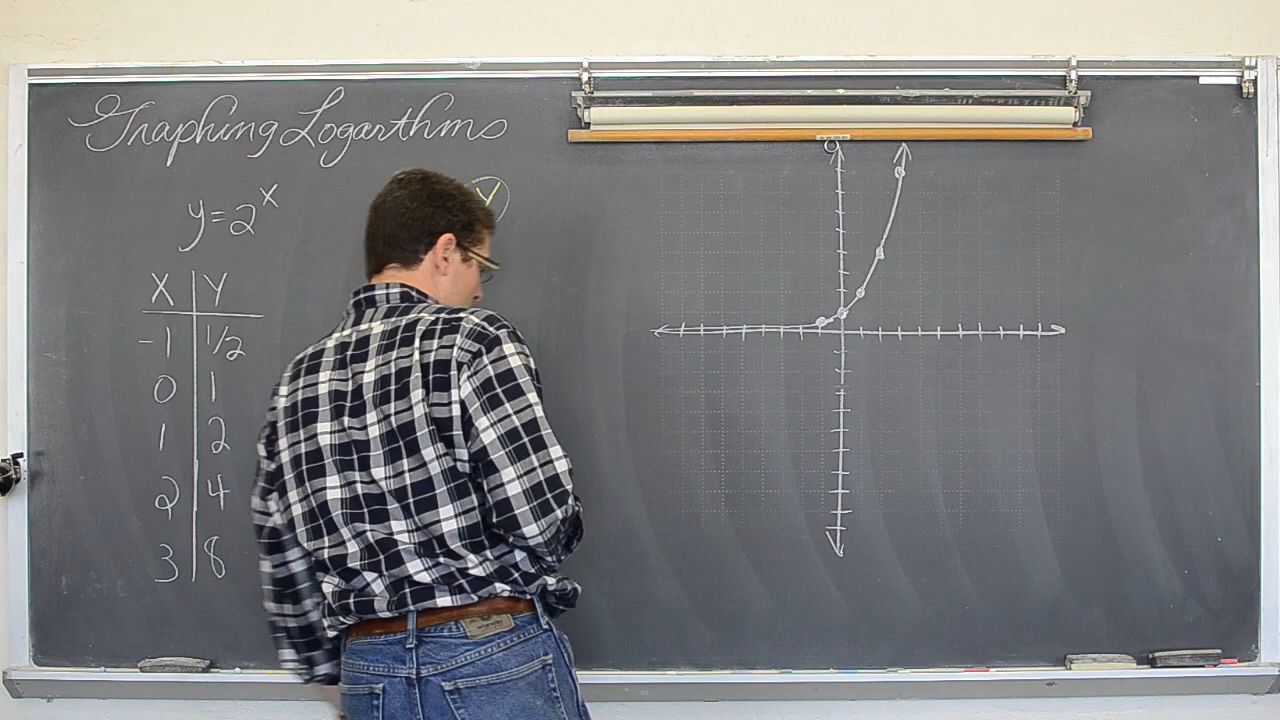 Graphing Logarthms
y=2^x
Y
X Y
-1 1/2
0 1
1 2
2 4
3 8